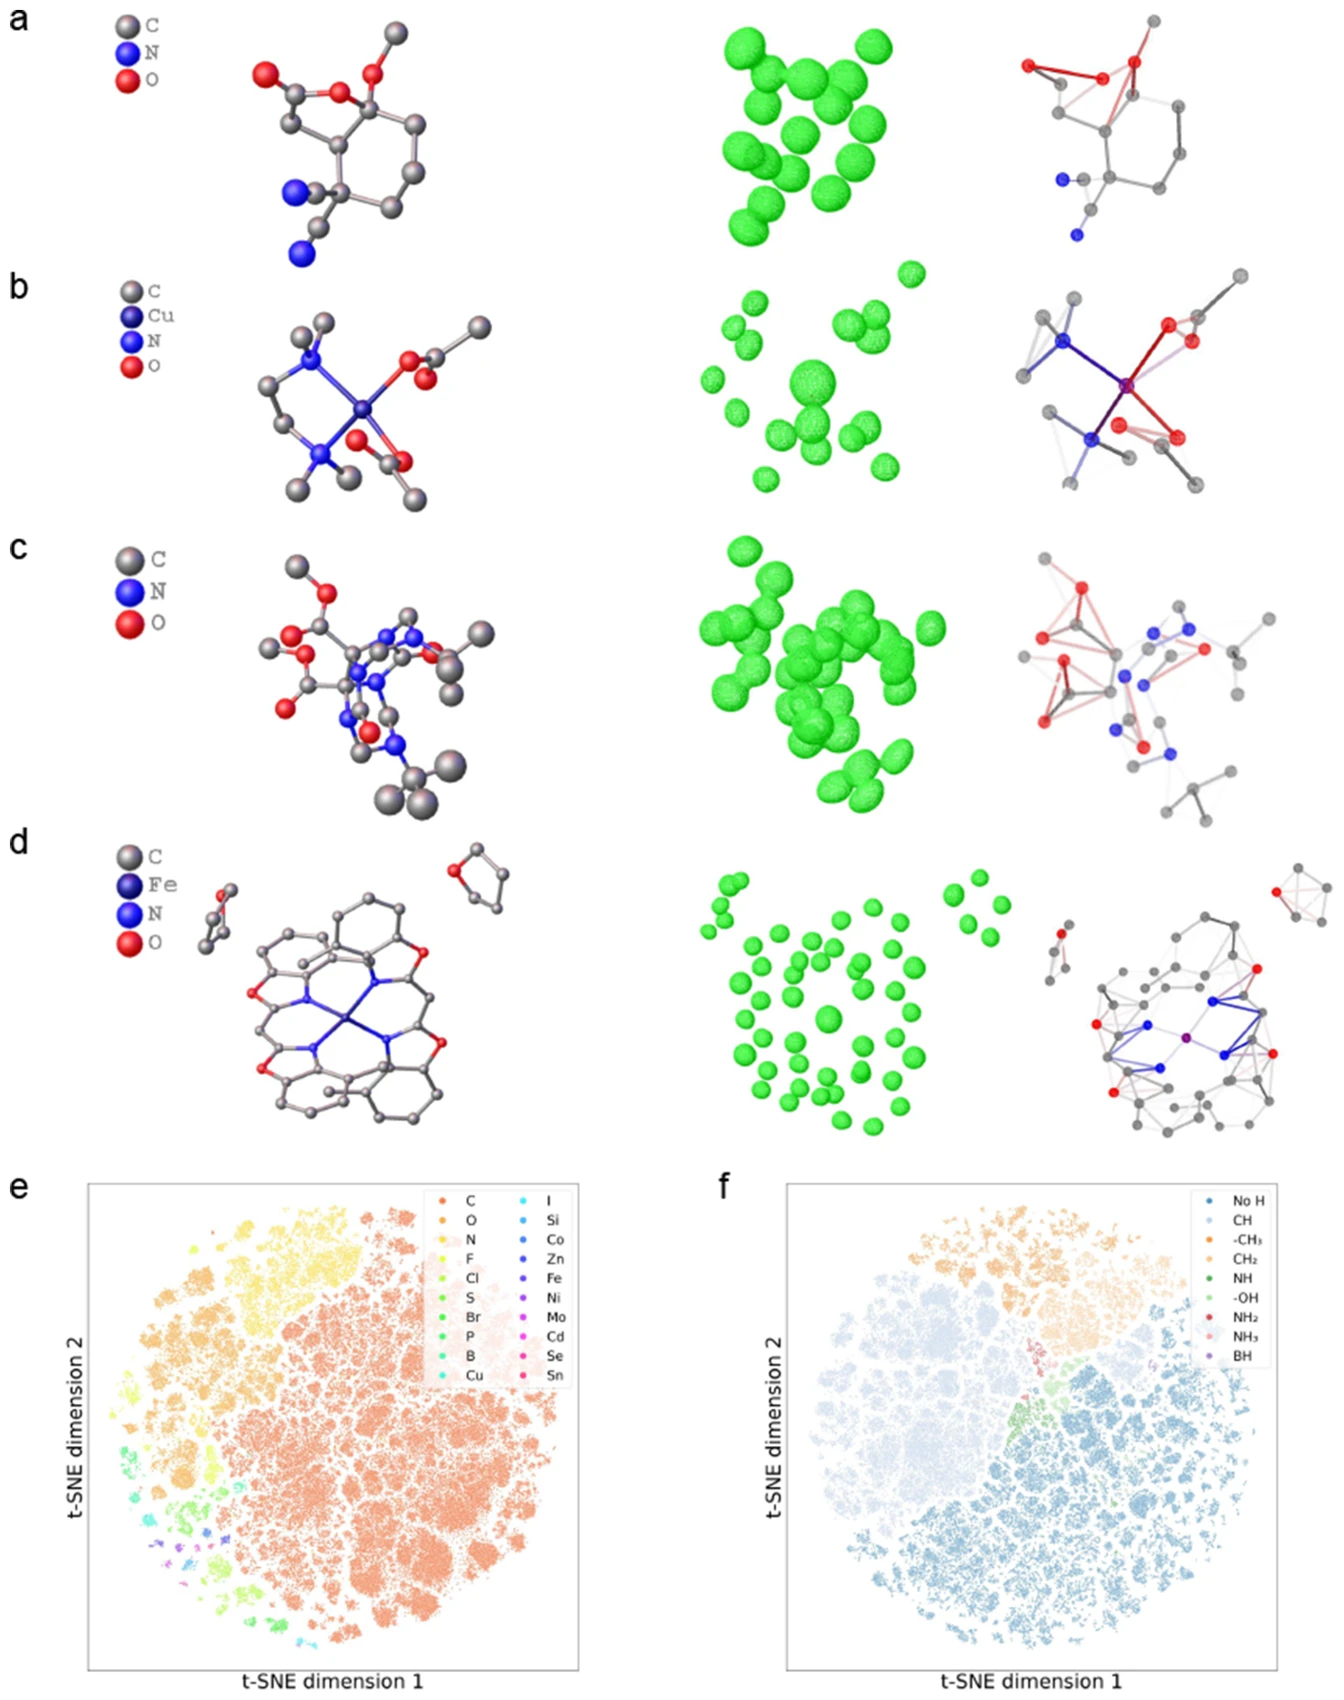 a
C
N
O
b
C
Cu
N
O
c
C
N
O
d
C
Fe
N
O
e
C
O
N
F
Cl
S
Br
P
B
Cu
I
Si
Co
Zn
Fe
Ni
Mo
Cd
Se
Sn
t-SNE dimension 2
t-SNE dimension 1
f
No H
CH
-CH₃
CH₂
NH
-OH
NH₂
NH₃
BH
t-SNE dimension 2
t-SNE dimension 1